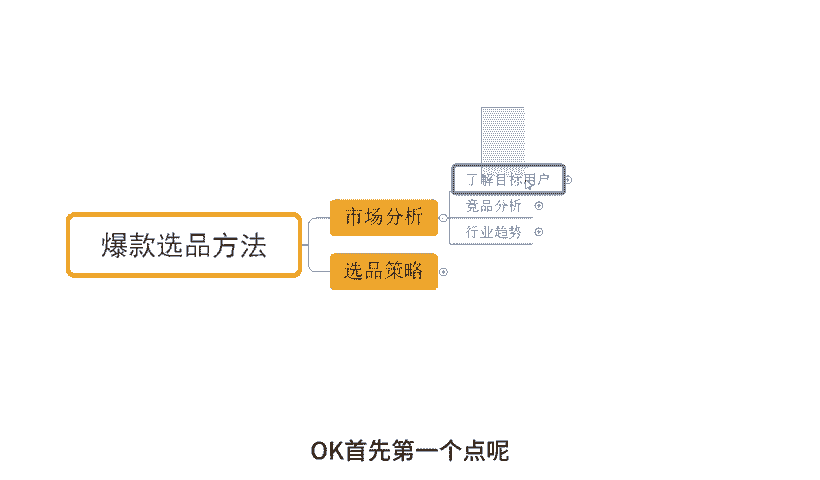 爆款选品方法
市场分析
了解目标用户
竞品分析
行业趋势
选品策略
OK首先第一个点呢